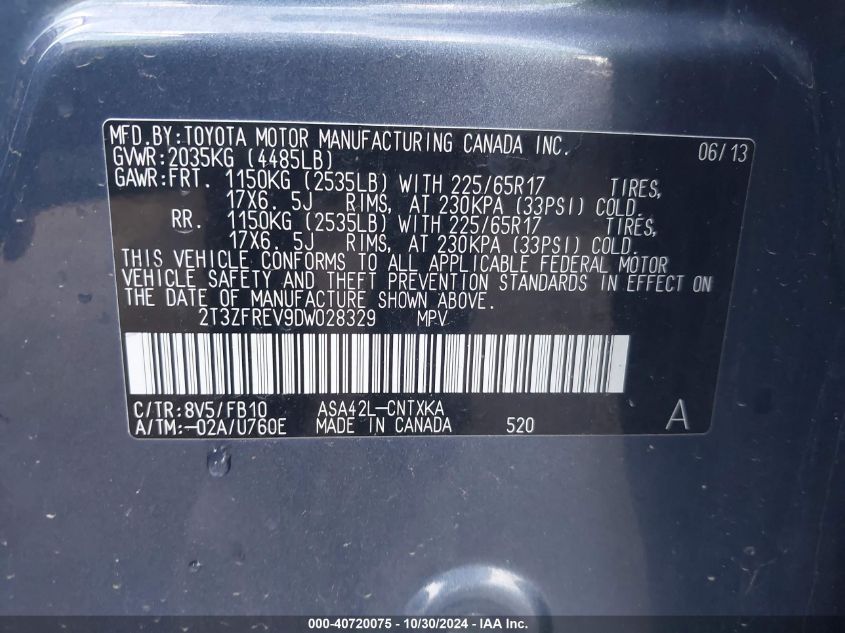 MFD.BY:TOYOTA MOTOR MANUFACTURING CANADA INC. 06/13
GVWR:2035KG (4485LB)
GAWR:FRT. 1150KG (2535LB) WITH 225/65R17 TIRES,
17X6. 5J RIMS, AT 230KPA (33PSI) COLD.
RR. 1150KG (2535LB) WITH 225/65R17 TIRES,
17X6. 5J RIMS, AT 230KPA (33PSI) COLD.
THIS VEHICLE CONFORMS TO ALL APPLICABLE FEDERAL MOTOR
VEHICLE SAFETY AND THEFT PREVENTION STANDARDS IN EFFECT ON
THE DATE OF MANUFACTURE SHOWN ABOVE.
2T3ZFREV9DW028329 MPV
C/TR:8V5/FB10 ASA42L-CNTXKA A
A/TM:-02A/U760E MADE IN CANADA 520
000-40720075 - 10/30/2024 - IAA Inc.